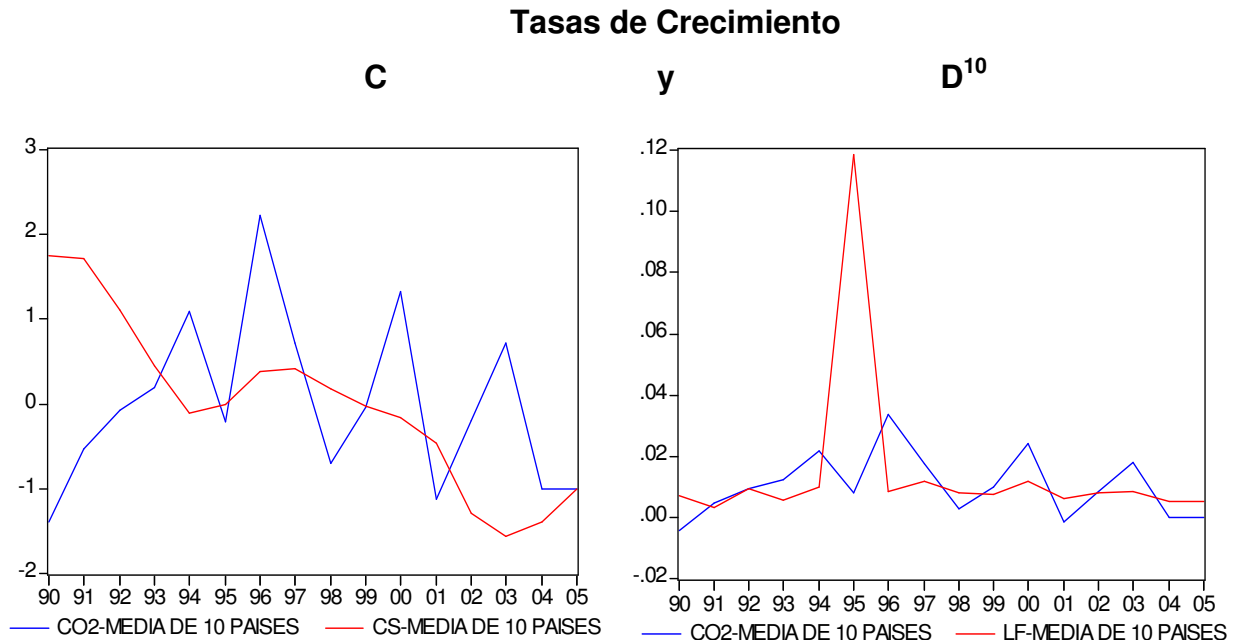 Tasas de Crecimiento
C y D10
3
2
1
0
-1
-2
90 91 92 93 94 95 96 97 98 99 00 01 02 03 04 05
CO2-MEDIA DE 10 PAISES CS-MEDIA DE 10 PAISES
.12
.10
.08
.06
.04
.02
.00
-.02
90 91 92 93 94 95 96 97 98 99 00 01 02 03 04 05
CO2-MEDIA DE 10 PAISES LF-MEDIA DE 10 PAISES